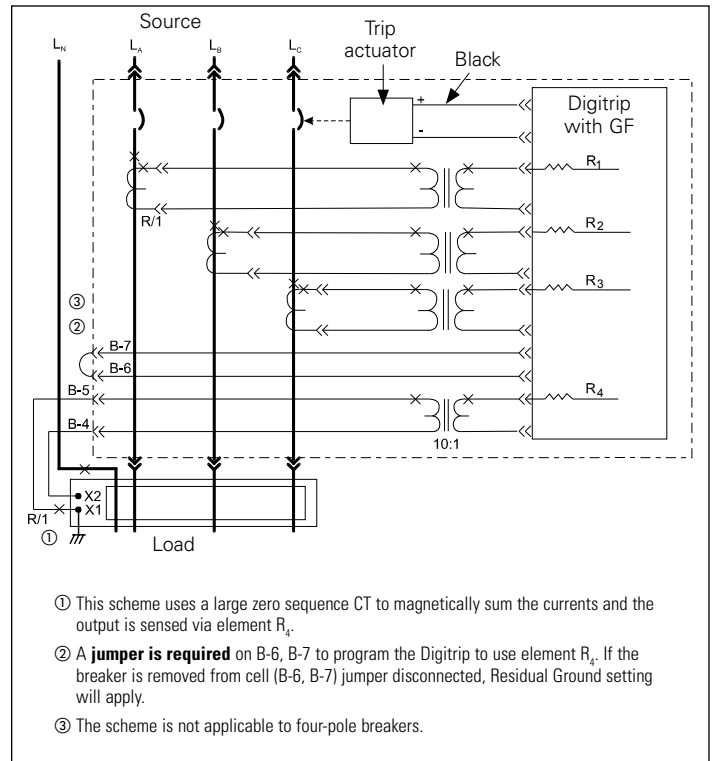 Source
Trip
actuator
Black
L_N
L_A
L_B
L_C
+
-
Digitrip
with GF
R1
R/1
R2
R3
③
②
B-7
B-6
B-5
R4
B-4
10:1
X2
X1
R/1
①
Load
① This scheme uses a large zero sequence CT to magnetically sum the currents and the
output is sensed via element R4.
② A jumper is required on B-6, B-7 to program the Digitrip to use element R4. If the
breaker is removed from cell (B-6, B-7) jumper disconnected, Residual Ground setting
will apply.
③ The scheme is not applicable to four-pole breakers.